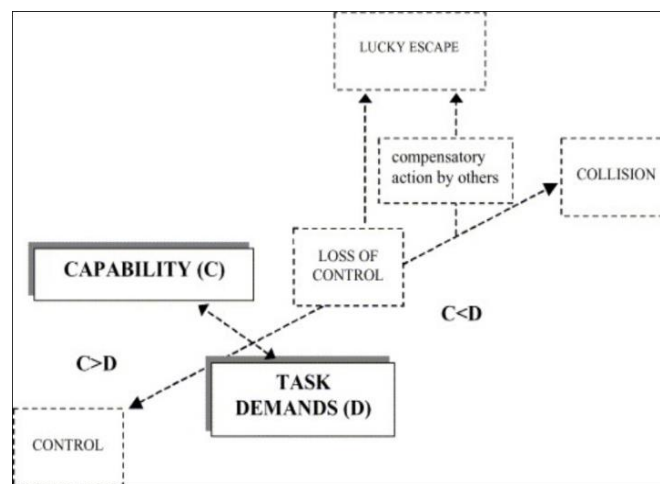 LUCKY ESCAPE
compensatory
action by others
COLLISION
LOSS OF
CONTROL
CAPABILITY (C)
C<D
C>D
TASK
DEMANDS (D)
CONTROL